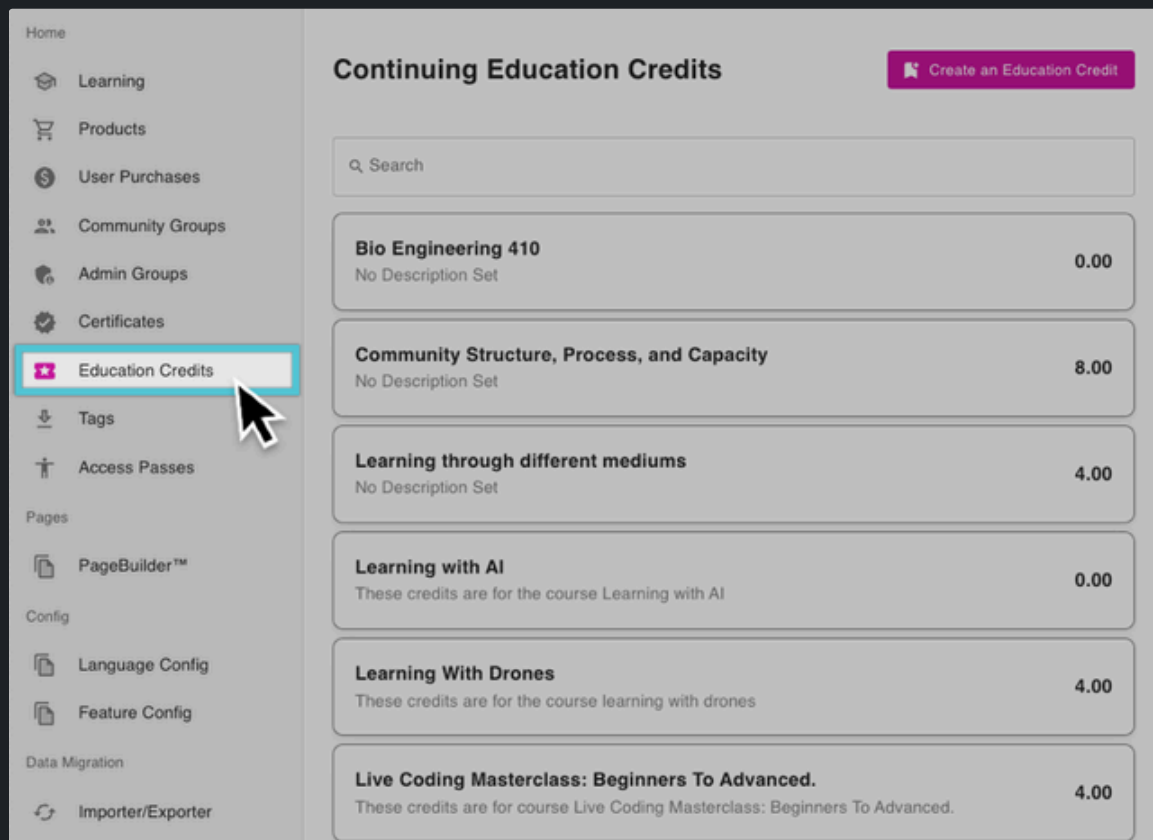 Home
Learning
Products
User Purchases
Community Groups
Admin Groups
Certificates
Education Credits
Tags
Access Passes
Pages
PageBuilder™
Config
Language Config
Feature Config
Data Migration
Importer/Exporter
Continuing Education Credits
Create an Education Credit
Search
Bio Engineering 410
No Description Set
0.00
Community Structure, Process, and Capacity
No Description Set
8.00
Learning through different mediums
No Description Set
4.00
Learning with AI
These credits are for the course Learning with AI
0.00
Learning With Drones
These credits are for the course learning with drones
4.00
Live Coding Masterclass: Beginners To Advanced.
These credits are for course Live Coding Masterclass: Beginners To Advanced.
4.00